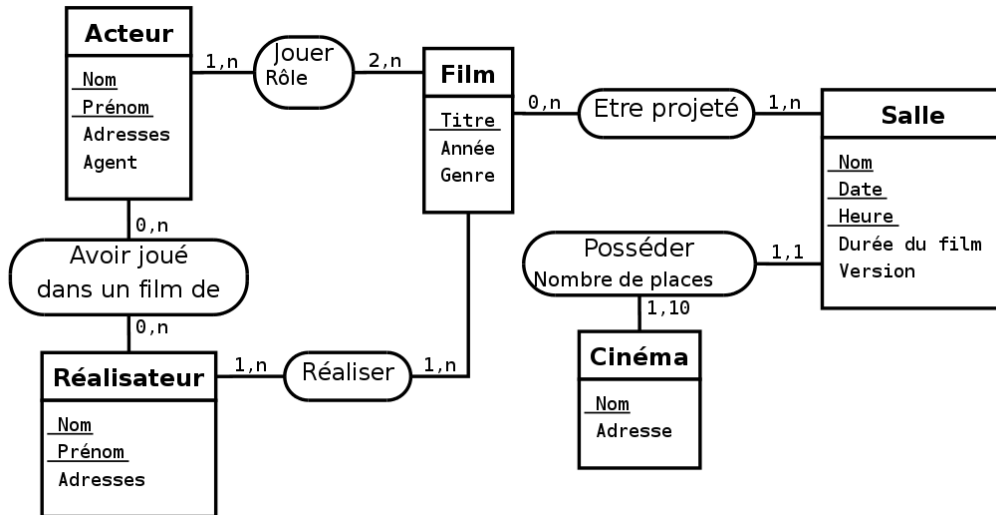 Acteur
Nom
Prénom
Adresses
Agent
1,n
Jouer
Rôle
2,n
Film
Titre
Année
Genre
0,n
Etre projeté
1,n
Salle
Nom
Date
Heure
Durée du film
Version
0,n
Avoir joué
dans un film de
0,n
Réalisateur
Nom
Prénom
Adresses
1,n
Réaliser
1,n
Posséder
Nombre de places
1,1
1,10
Cinéma
Nom
Adresse